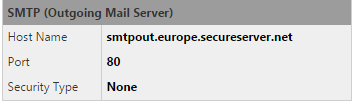 SMTP (Outgoing Mail Server)
Host Name smtpout.europe.secureserver.net
Port 80
Security Type None